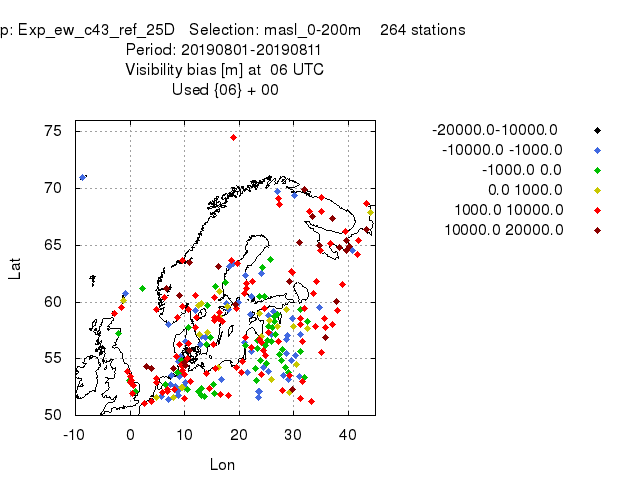 p: Exp_ew_c43_ref_25D Selection: masl_0-200m 264 stations
Period: 20190801-20190811
Visibility bias [m] at 06 UTC
Used {06} + 00
-20000.0-10000.0
-10000.0 -1000.0
-1000.0 0.0
0.0 1000.0
1000.0 10000.0
10000.0 20000.0
75
70
65
60
55
50
Lat
-10 0 10 20 30 40
Lon